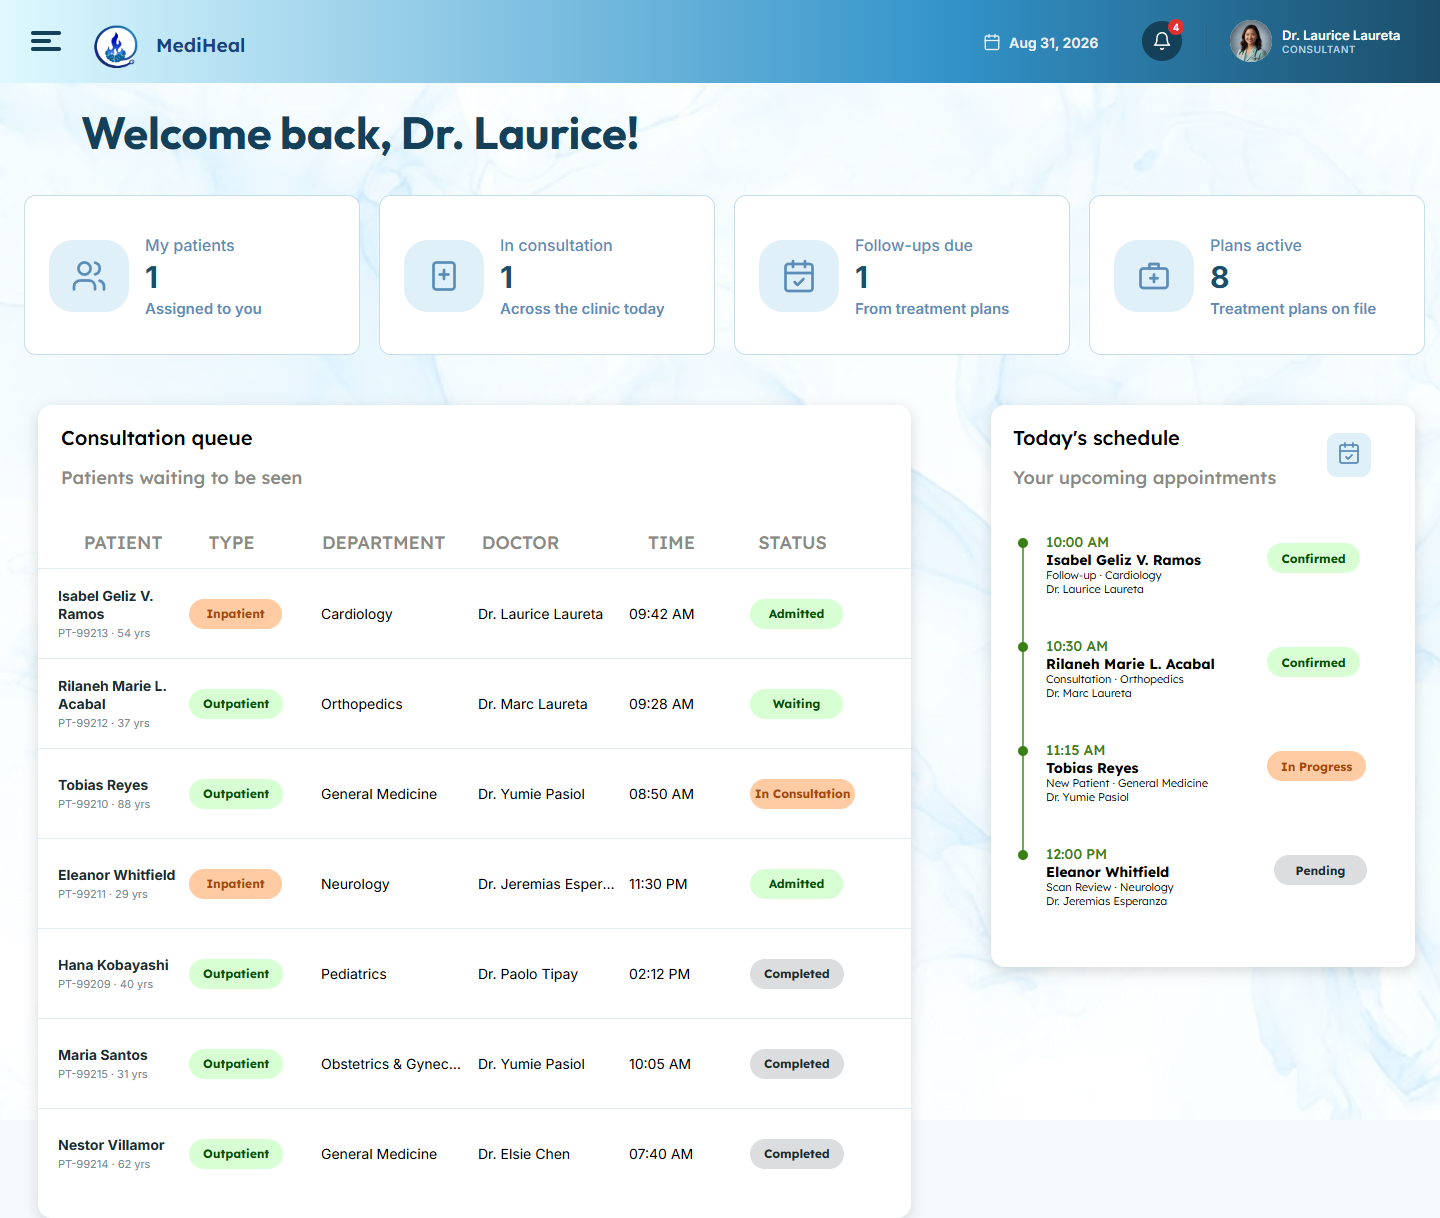 MediHeal
Aug 31, 2026
4
Dr. Laurice Laureta
CONSULTANT
Welcome back, Dr. Laurice!
My patients
1
Assigned to you
In consultation
1
Across the clinic today
Follow-ups due
1
From treatment plans
Plans active
8
Treatment plans on file
Consultation queue
Patients waiting to be seen
PATIENT TYPE DEPARTMENT DOCTOR TIME STATUS
Isabel Geliz V.
Ramos
PT-99213 · 54 yrs
Inpatient Cardiology Dr. Laurice Laureta 09:42 AM Admitted
Rilaneh Marie L.
Acabal
PT-99212 · 37 yrs
Outpatient Orthopedics Dr. Marc Laureta 09:28 AM Waiting
Tobias Reyes
PT-99210 · 88 yrs
Outpatient General Medicine Dr. Yumie Pasiol 08:50 AM In Consultation
Eleanor Whitfield
PT-99211 · 29 yrs
Inpatient Neurology Dr. Jeremias Esper... 11:30 PM Admitted
Hana Kobayashi
PT-99209 · 40 yrs
Outpatient Pediatrics Dr. Paolo Tipay 02:12 PM Completed
Maria Santos
PT-99215 · 31 yrs
Outpatient Obstetrics & Gynec... Dr. Yumie Pasiol 10:05 AM Completed
Nestor Villamor
PT-99214 · 62 yrs
Outpatient General Medicine Dr. Elsie Chen 07:40 AM Completed
Today's schedule
Your upcoming appointments
10:00 AM
Isabel Geliz V. Ramos
Follow-up · Cardiology
Dr. Laurice Laureta
Confirmed
10:30 AM
Rilaneh Marie L. Acabal
Consultation · Orthopedics
Dr. Marc Laureta
Confirmed
11:15 AM
Tobias Reyes
New Patient · General Medicine
Dr. Yumie Pasiol
In Progress
12:00 PM
Eleanor Whitfield
Scan Review · Neurology
Dr. Jeremias Esperanza
Pending